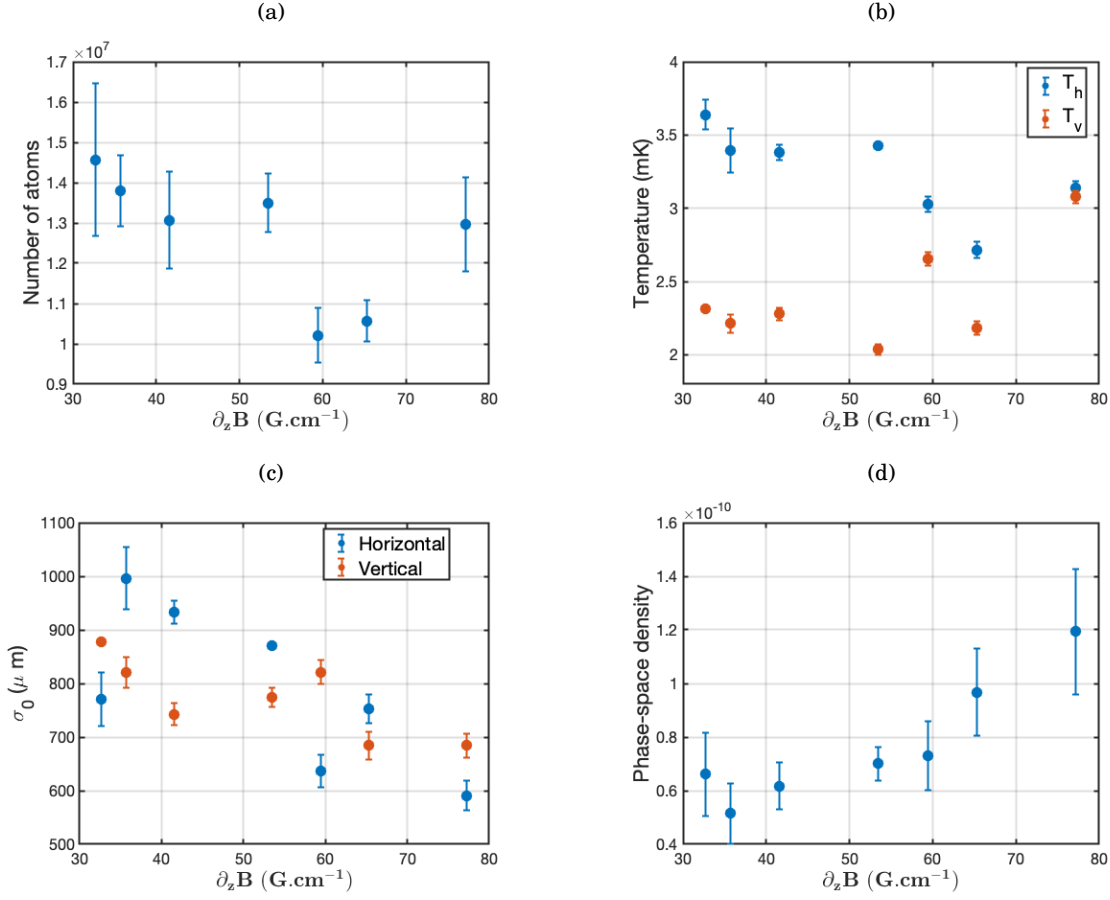 (a)
(b)
×10⁷
1.7
1.6
1.5
1.4
1.3
1.2
1.1
1
0.9
Number of atoms
30 40 50 60 70 80
∂zB (G.cm⁻¹)
4
3.5
3
2.5
2
Temperature (mK)
T_h
T_v
30 40 50 60 70 80
∂zB (G.cm⁻¹)
(c)
(d)
1100
1000
900
800
700
600
500
σ₀ (μ m)
Horizontal
Vertical
30 40 50 60 70 80
∂zB (G.cm⁻¹)
×10⁻¹⁰
1.6
1.4
1.2
1
0.8
0.6
0.4
Phase-space density
30 40 50 60 70 80
∂zB (G.cm⁻¹)